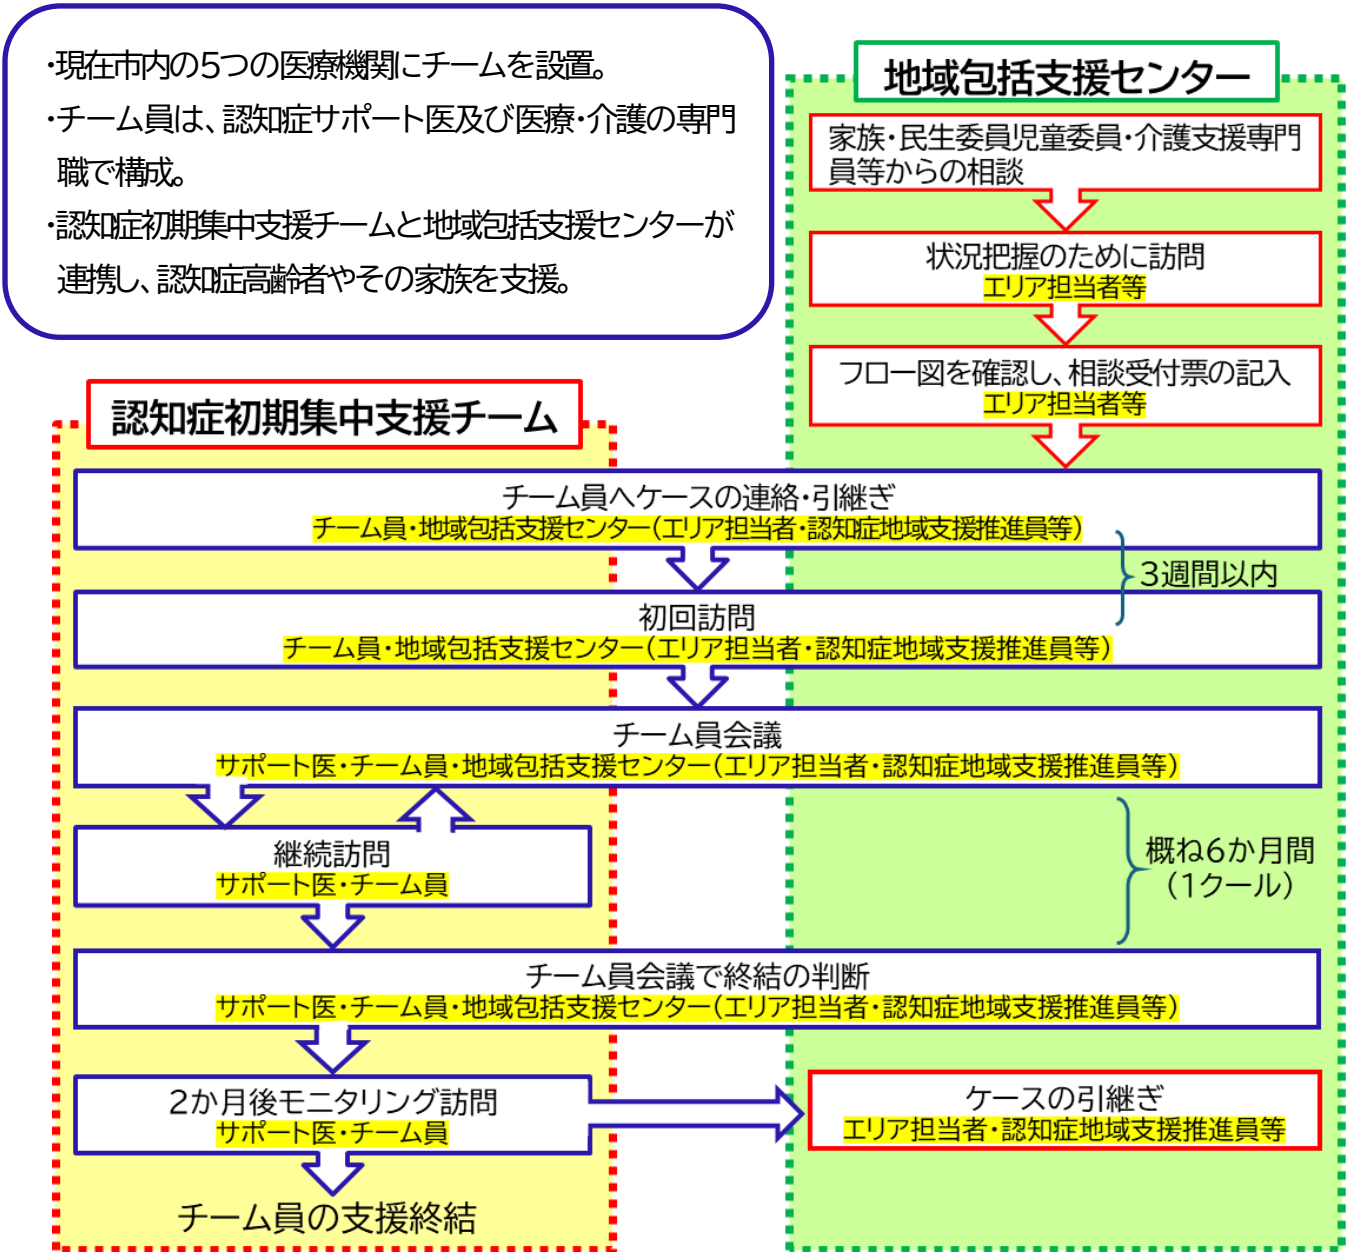 ・現在市内の5つの医療機関にチームを設置。
・チーム員は、認知症サポート医及び医療・介護の専門
職で構成。
・認知症初期集中支援チームと地域包括支援センターが
連携し、認知症高齢者やその家族を支援。
地域包括支援センター
家族・民生委員児童委員・介護支援専門
員等からの相談
状況把握のために訪問
エリア担当者等
フロー図を確認し、相談受付票の記入
エリア担当者等
認知症初期集中支援チーム
チーム員へケースの連絡・引継ぎ
チーム員・地域包括支援センター（エリア担当者・認知症地域支援推進員等）
3週間以内
初回訪問
チーム員・地域包括支援センター（エリア担当者・認知症地域支援推進員等）
チーム員会議
サポート医・チーム員・地域包括支援センター（エリア担当者・認知症地域支援推進員等）
継続訪問
サポート医・チーム員
概ね6か月間
（1クール）
チーム員会議で終結の判断
サポート医・チーム員・地域包括支援センター（エリア担当者・認知症地域支援推進員等）
2か月後モニタリング訪問
サポート医・チーム員
ケースの引継ぎ
エリア担当者・認知症地域支援推進員等
チーム員の支援終結